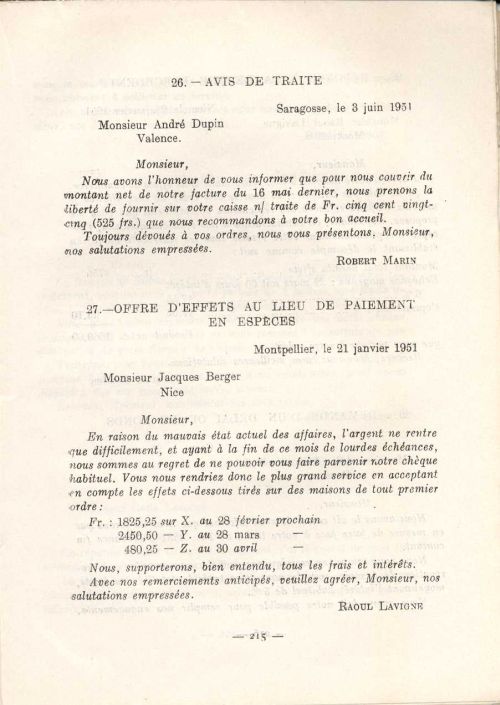 26. — AVIS DE TRAITE
Saragosse, le 3 juin 1951
Monsieur André Dupin
Valence.
Monsieur,
Nous avons l'honneur de vous informer que pour nous couvrir du
montant net de notre facture du 16 mai dernier, nous prenons la
liberté de fournir sur votre caisse n/ traite de Fr. cinq cent vingt-
cinq (525 frs.) que nous recommandons à votre bon accueil.
Toujours dévoués à vos ordres, nous vous présentons, Monsieur,
nos salutations empressées.
ROBERT MARIN
27.—OFFRE D'EFFETS AU LIEU DE PAIEMENT
EN ESPÈCES
Montpellier, le 21 janvier 1951
Monsieur Jacques Berger
Nice
Monsieur,
En raison du mauvais état actuel des affaires, l'argent ne rentre
que difficilement, et ayant à la fin de ce mois de lourdes échéances,
nous sommes au regret de ne pouvoir vous faire parvenir notre chèque
habituel. Vous nous rendriez donc le plus grand service en acceptant
en compte les effets ci-dessous tirés sur des maisons de tout premier
ordre:
Fr. : 1825,25 sur X. au 28 février prochain
2450,50 — Y. au 28 mars —
480,25 — Z. au 30 avril —
Nous, supporterons, bien entendu, tous les frais et intérêts.
Avec nos remerciements anticipés, veuillez agréer, Monsieur, nos
salutations empressées.
RAOUL LAVIGNE
— 215 —